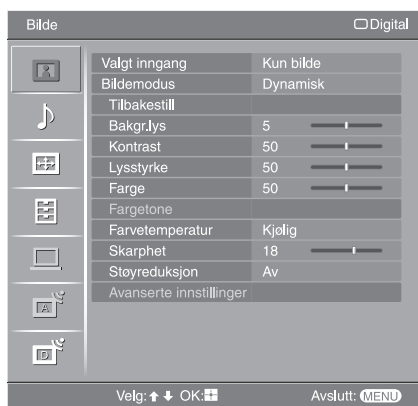 Bilde Digital
Valgt inngang Kun bilde
Bildemodus Dynamisk
Tilbakestill
Bakgr.lys 5
Kontrast 50
Lysstyrke 50
Farge 50
Fargetone
Farvetemperatur Kjølig
Skarphet 18
Støyreduksjon Av
Avanserte innstillinger
A
D
Velg: OK: Avslutt: MENU